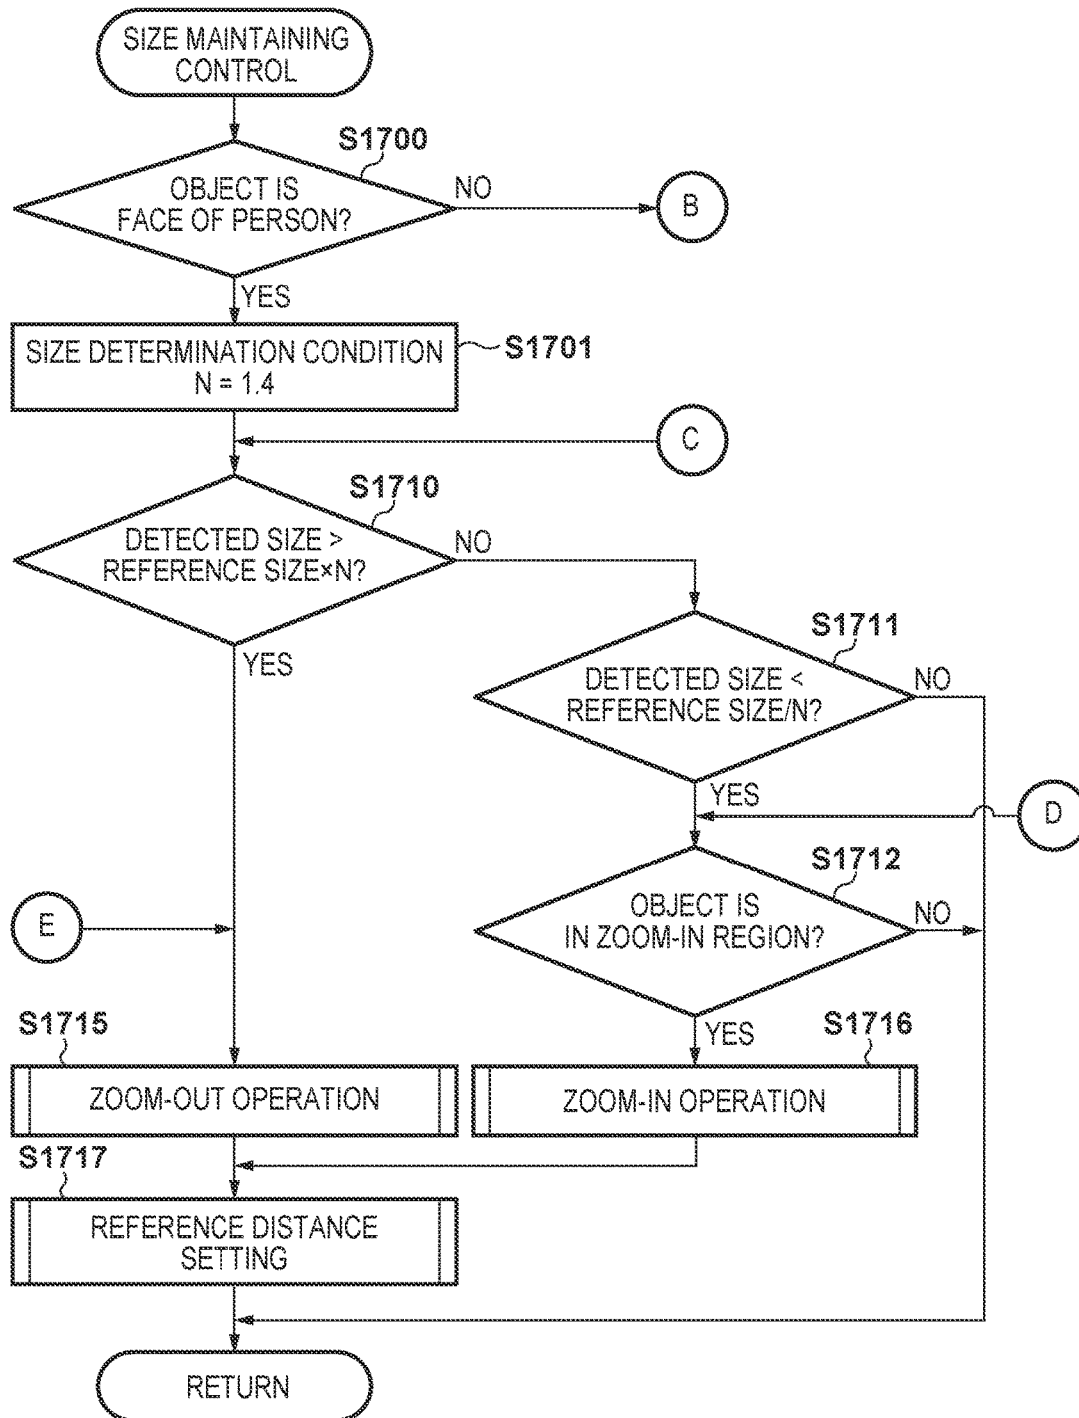 SIZE MAINTAINING
CONTROL
S1700
OBJECT IS
FACE OF PERSON?
NO
B
YES
SIZE DETERMINATION CONDITION
N = 1.4
S1701
C
S1710
DETECTED SIZE >
REFERENCE SIZE×N?
NO
YES
S1711
DETECTED SIZE <
REFERENCE SIZE/N?
NO
YES
D
S1712
OBJECT IS
IN ZOOM-IN REGION?
NO
E
YES
S1715
ZOOM-OUT OPERATION
S1716
ZOOM-IN OPERATION
S1717
REFERENCE DISTANCE
SETTING
RETURN